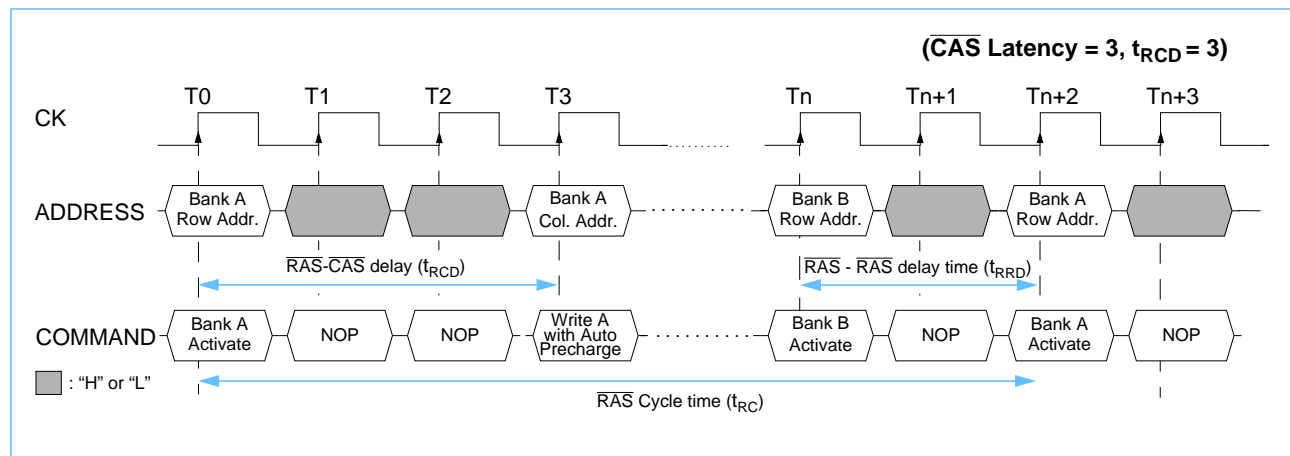 (CAS Latency = 3, tRCD = 3)
T0 T1 T2 T3 Tn Tn+1 Tn+2 Tn+3
CK
ADDRESS
Bank A
Row Addr.
Bank A
Col. Addr.
Bank B
Row Addr.
Bank A
Row Addr.
RAS-CAS delay (tRCD)
RAS - RAS delay time (tRRD)
COMMAND
Bank A
Activate
NOP
NOP
Write A
with Auto
Precharge
Bank B
Activate
NOP
Bank A
Activate
NOP
: “H” or “L”
RAS Cycle time (tRC)